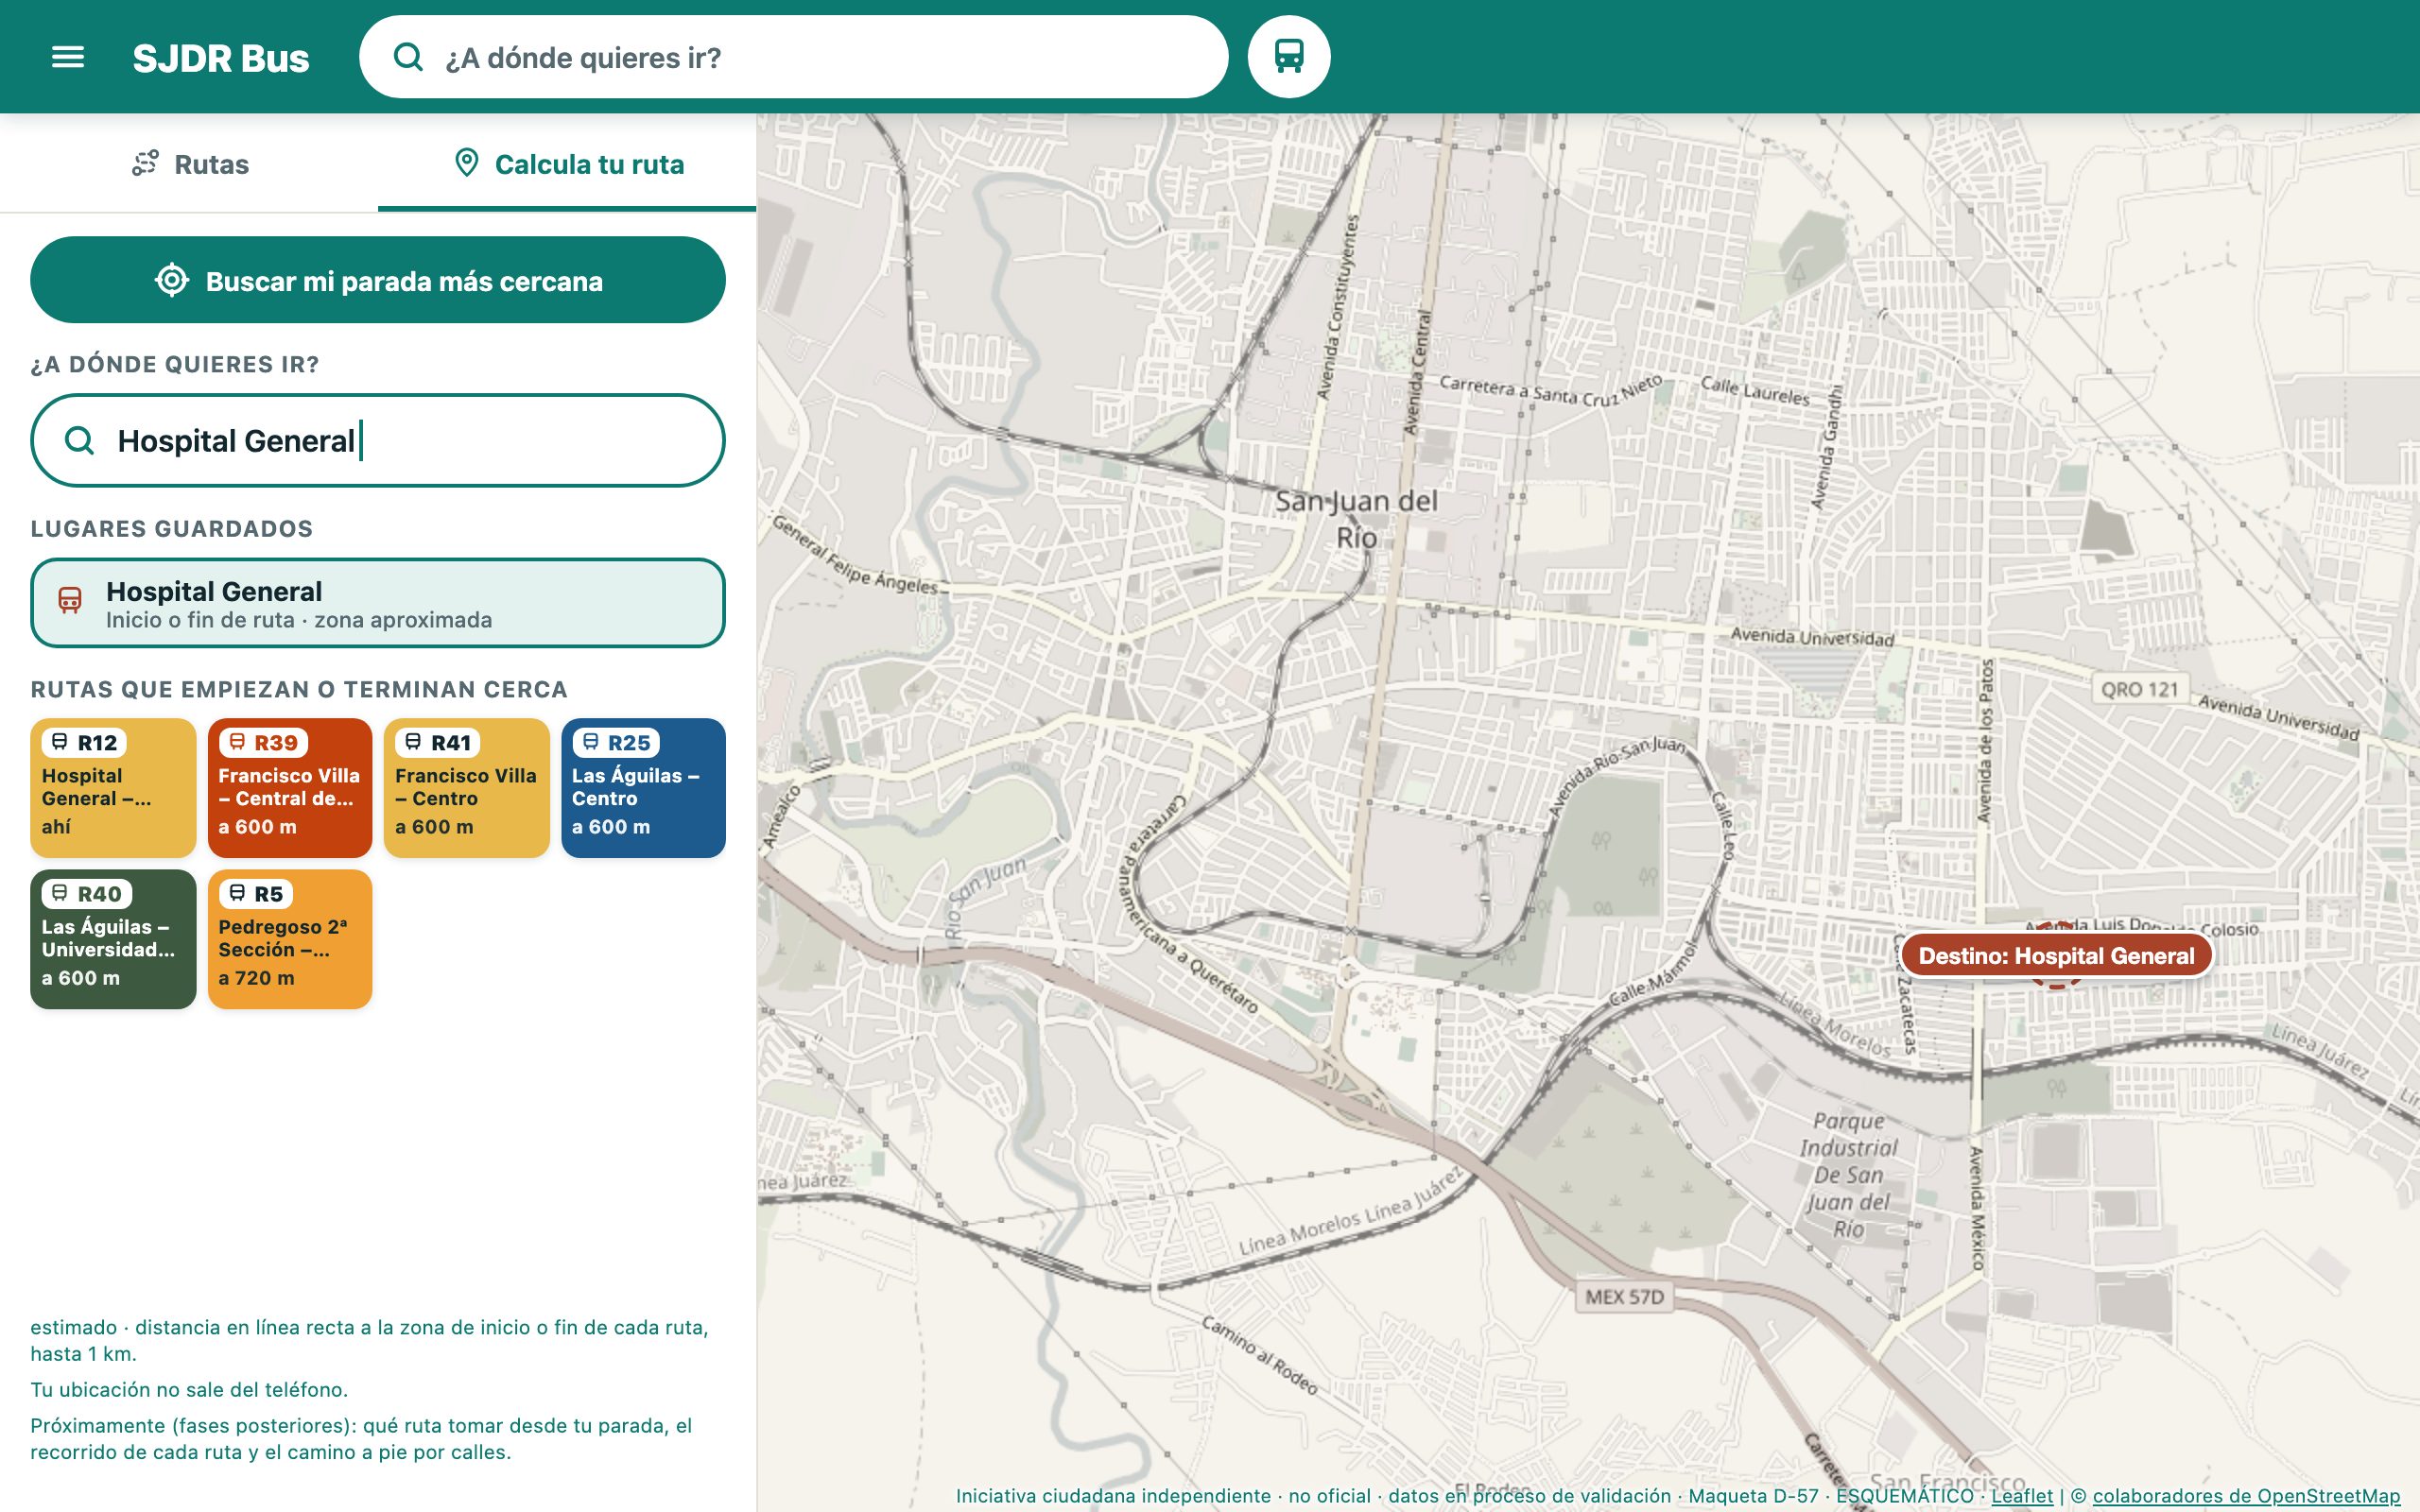 SJDR Bus
¿A dónde quieres ir?
Rutas
Calcula tu ruta
Buscar mi parada más cercana
¿A DÓNDE QUIERES IR?
Hospital General
LUGARES GUARDADOS
Hospital General
Inicio o fin de ruta · zona aproximada
RUTAS QUE EMPIEZAN O TERMINAN CERCA
R12
Hospital
General –...
ahí
R39
Francisco Villa
– Central de...
a 600 m
R41
Francisco Villa
– Centro
a 600 m
R25
Las Águilas –
Centro
a 600 m
R40
Las Águilas –
Universidad...
a 600 m
R5
Pedregoso 2ª
Sección –...
a 720 m
estimado · distancia en línea recta a la zona de inicio o fin de cada ruta,
hasta 1 km.
Tu ubicación no sale del teléfono.
Próximamente (fases posteriores): qué ruta tomar desde tu parada, el
recorrido de cada ruta y el camino a pie por calles.
Avenida Constituyentes
Avenida Central
Carretera a Santa Cruz Nieto
Calle Laureles
Avenida Gandhi
San Juan del
Río
General Felipe Ángeles
Avenida Universidad
Avenida de los Patos
QRO 121
Avenida Universidad
Avenida Río San Juan
Calle Leo
Amealco
Carretera Panamericana a Querétaro
Río San Juan
Avenida Luis Donaldo Colosio
Destino: Hospital General
Zacatecas
Calle Mármol
Línea Morelos
Línea Juárez
Parque
Industrial
De San
Juan del
Río
Avenida México
nea Juárez
Línea Morelos Línea Juárez
MEX 57D
Camino al Rodeo
Carrete
El Rodeo
San Francisco
Iniciativa ciudadana independiente · no oficial · datos en proceso de validación · Maqueta D-57 · ESQUEMÁTICO · Leaflet | © colaboradores de OpenStreetMap